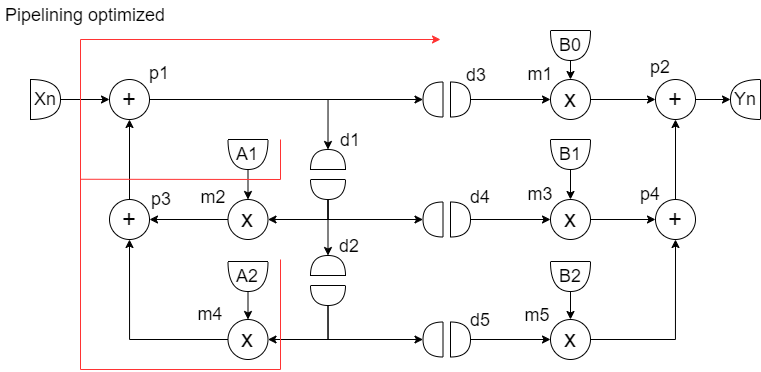 Pipelining optimized
B0
p1
d3
m1
p2
Xn
+
X
+
Yn
d1
A1
B1
p3
m2
d4
m3
p4
+
X
X
+
d2
A2
B2
m4
d5
m5
X
X